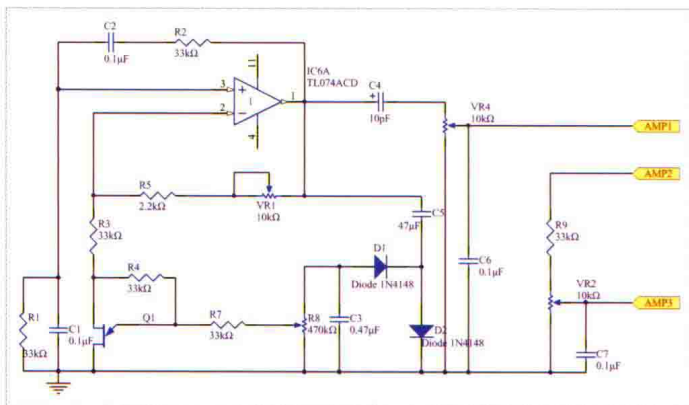 C2
0.1μF
R2
33kΩ
11
IC6A
TL074ACD
3
+
1
1
2
−
4
C4
+
10pF
VR4
10kΩ
AMP1
AMP2
R5
2.2kΩ
VR1
10kΩ
C5
47μF
R3
33kΩ
R9
33kΩ
D1
Diode 1N4148
C6
0.1μF
VR2
10kΩ
AMP3
R4
33kΩ
R1
33kΩ
C1
0.1μF
Q1
R7
33kΩ
R8
470kΩ
C3
0.47μF
D2
Diode 1N4148
C7
0.1μF